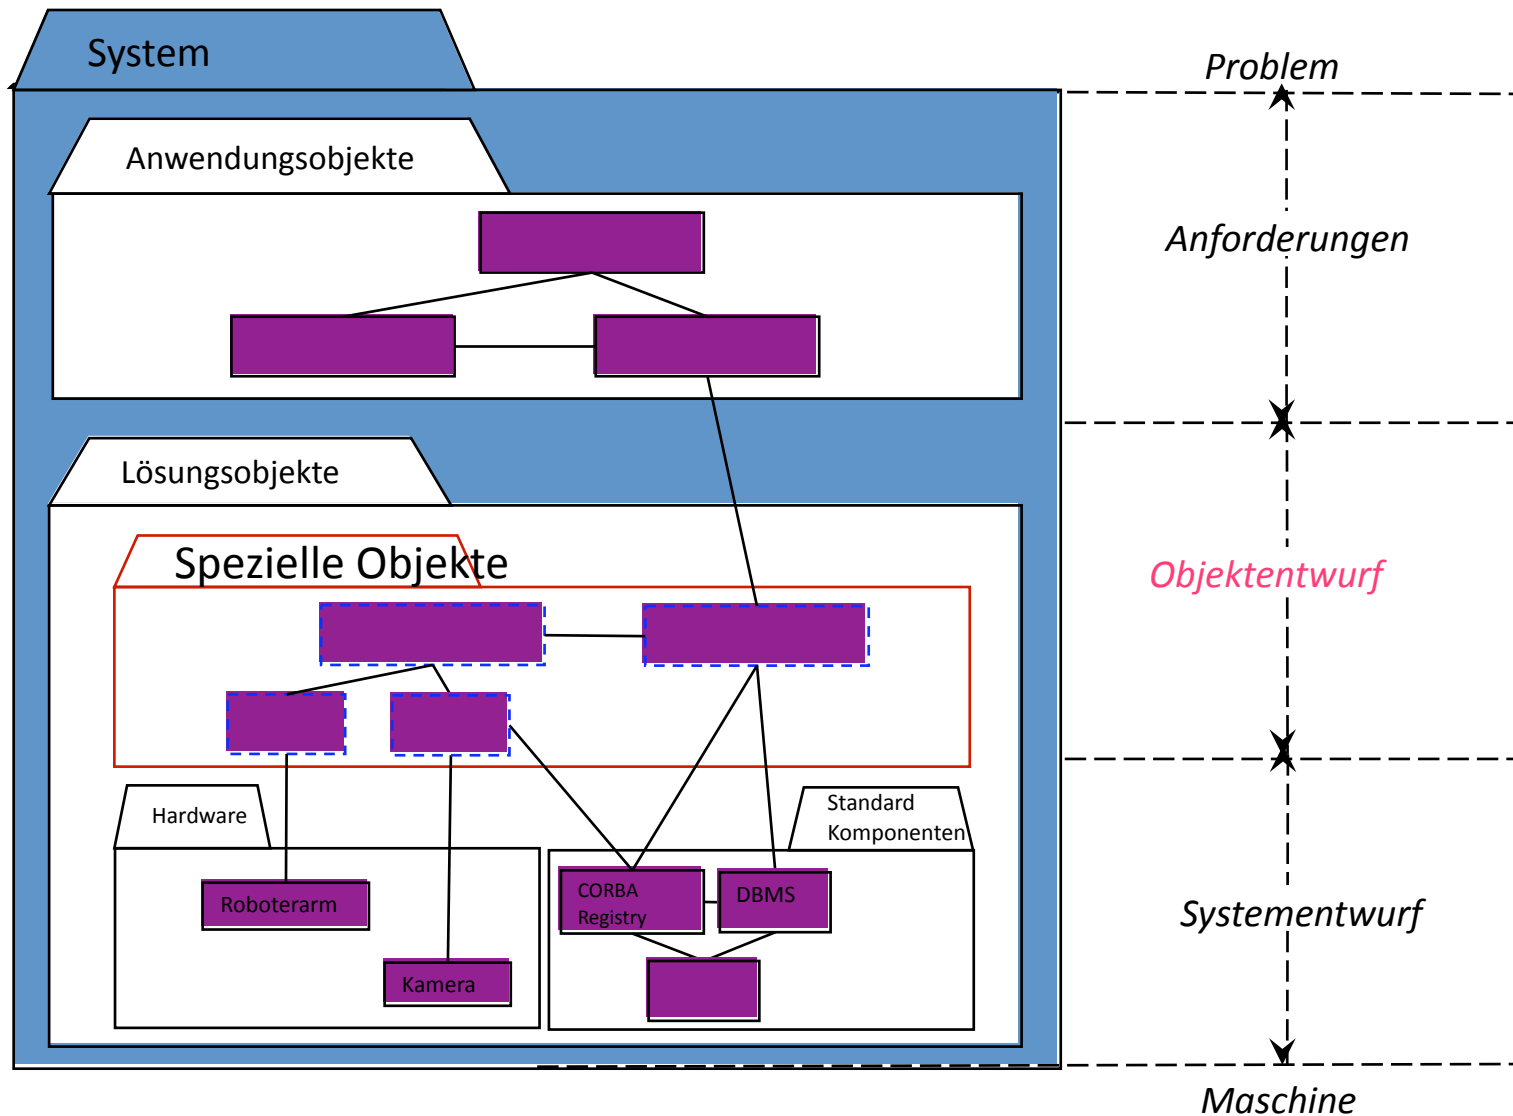 System
Problem
Anwendungsobjekte
Anforderungen
Lösungsobjekte
Spezielle Objekte
Objektentwurf
Hardware
Standard
Komponenten
Roboterarm
CORBA
Registry
DBMS
Systementwurf
Kamera
Maschine